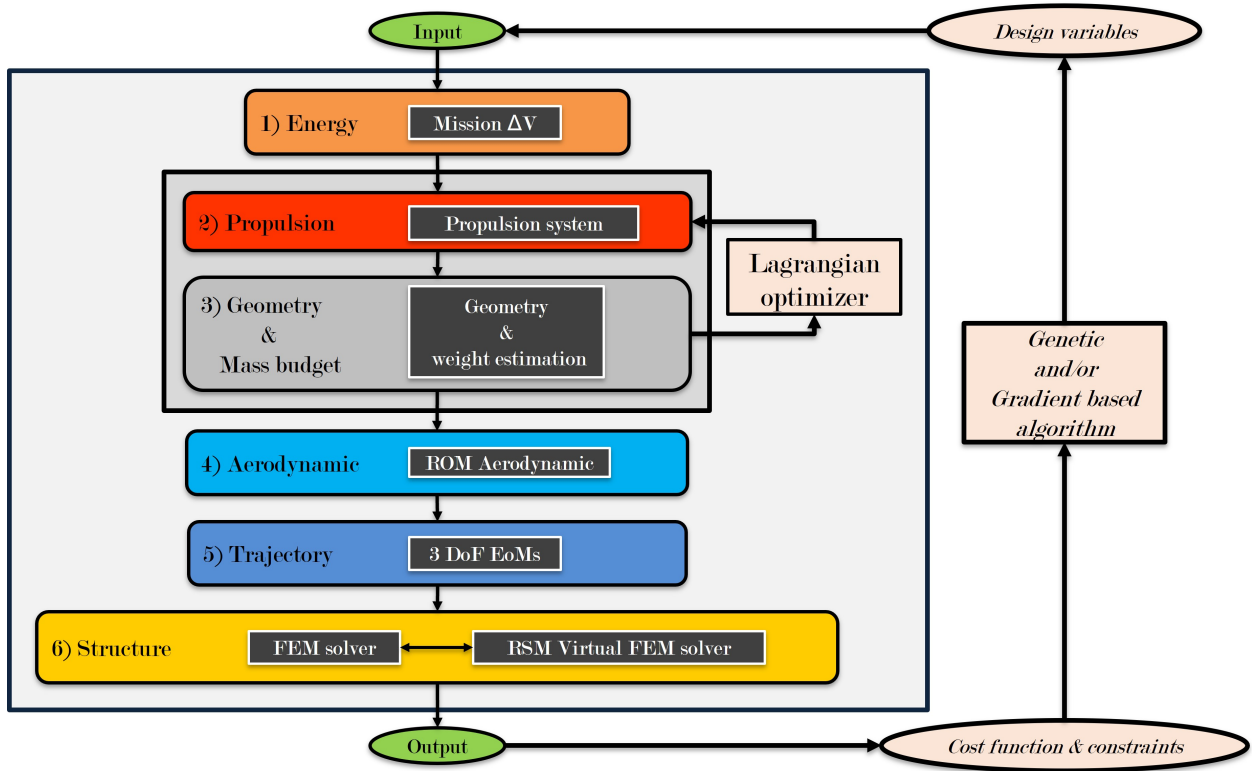 Input
Design variables
1) Energy
Mission ΔV
2) Propulsion
Propulsion system
3) Geometry
&
Mass budget
Geometry
&
weight estimation
Lagrangian
optimizer
Genetic
and/or
Gradient based
algorithm
4) Aerodynamic
ROM Aerodynamic
5) Trajectory
3 DoF EoMs
6) Structure
FEM solver
RSM Virtual FEM solver
Output
Cost function & constraints